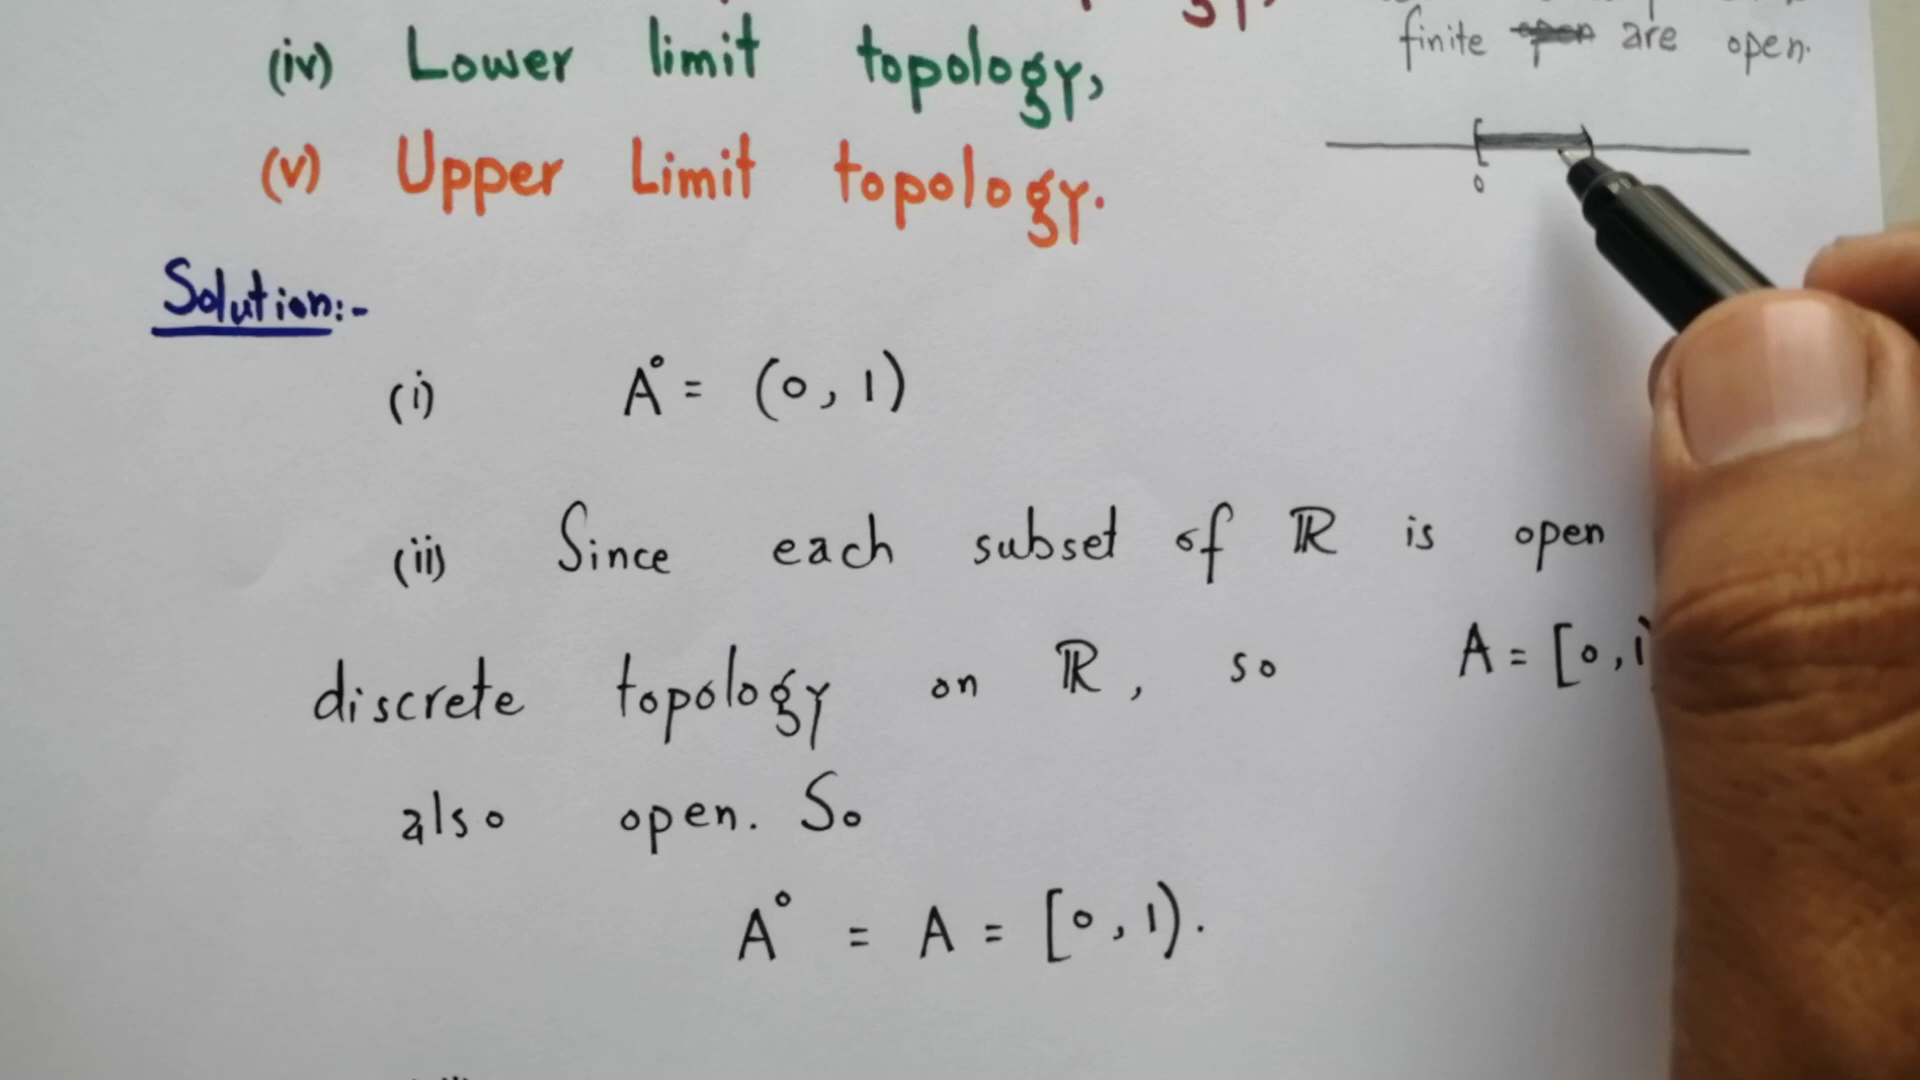 finite are open.
(iv) Lower limit topology,
(v) Upper Limit topology.
0
Solution:-
(i) A° = (0, 1)
(ii) Since each subset of ℝ is open
discrete topology on ℝ, so A = [0, 1)
also open. So
A° = A = [0, 1).